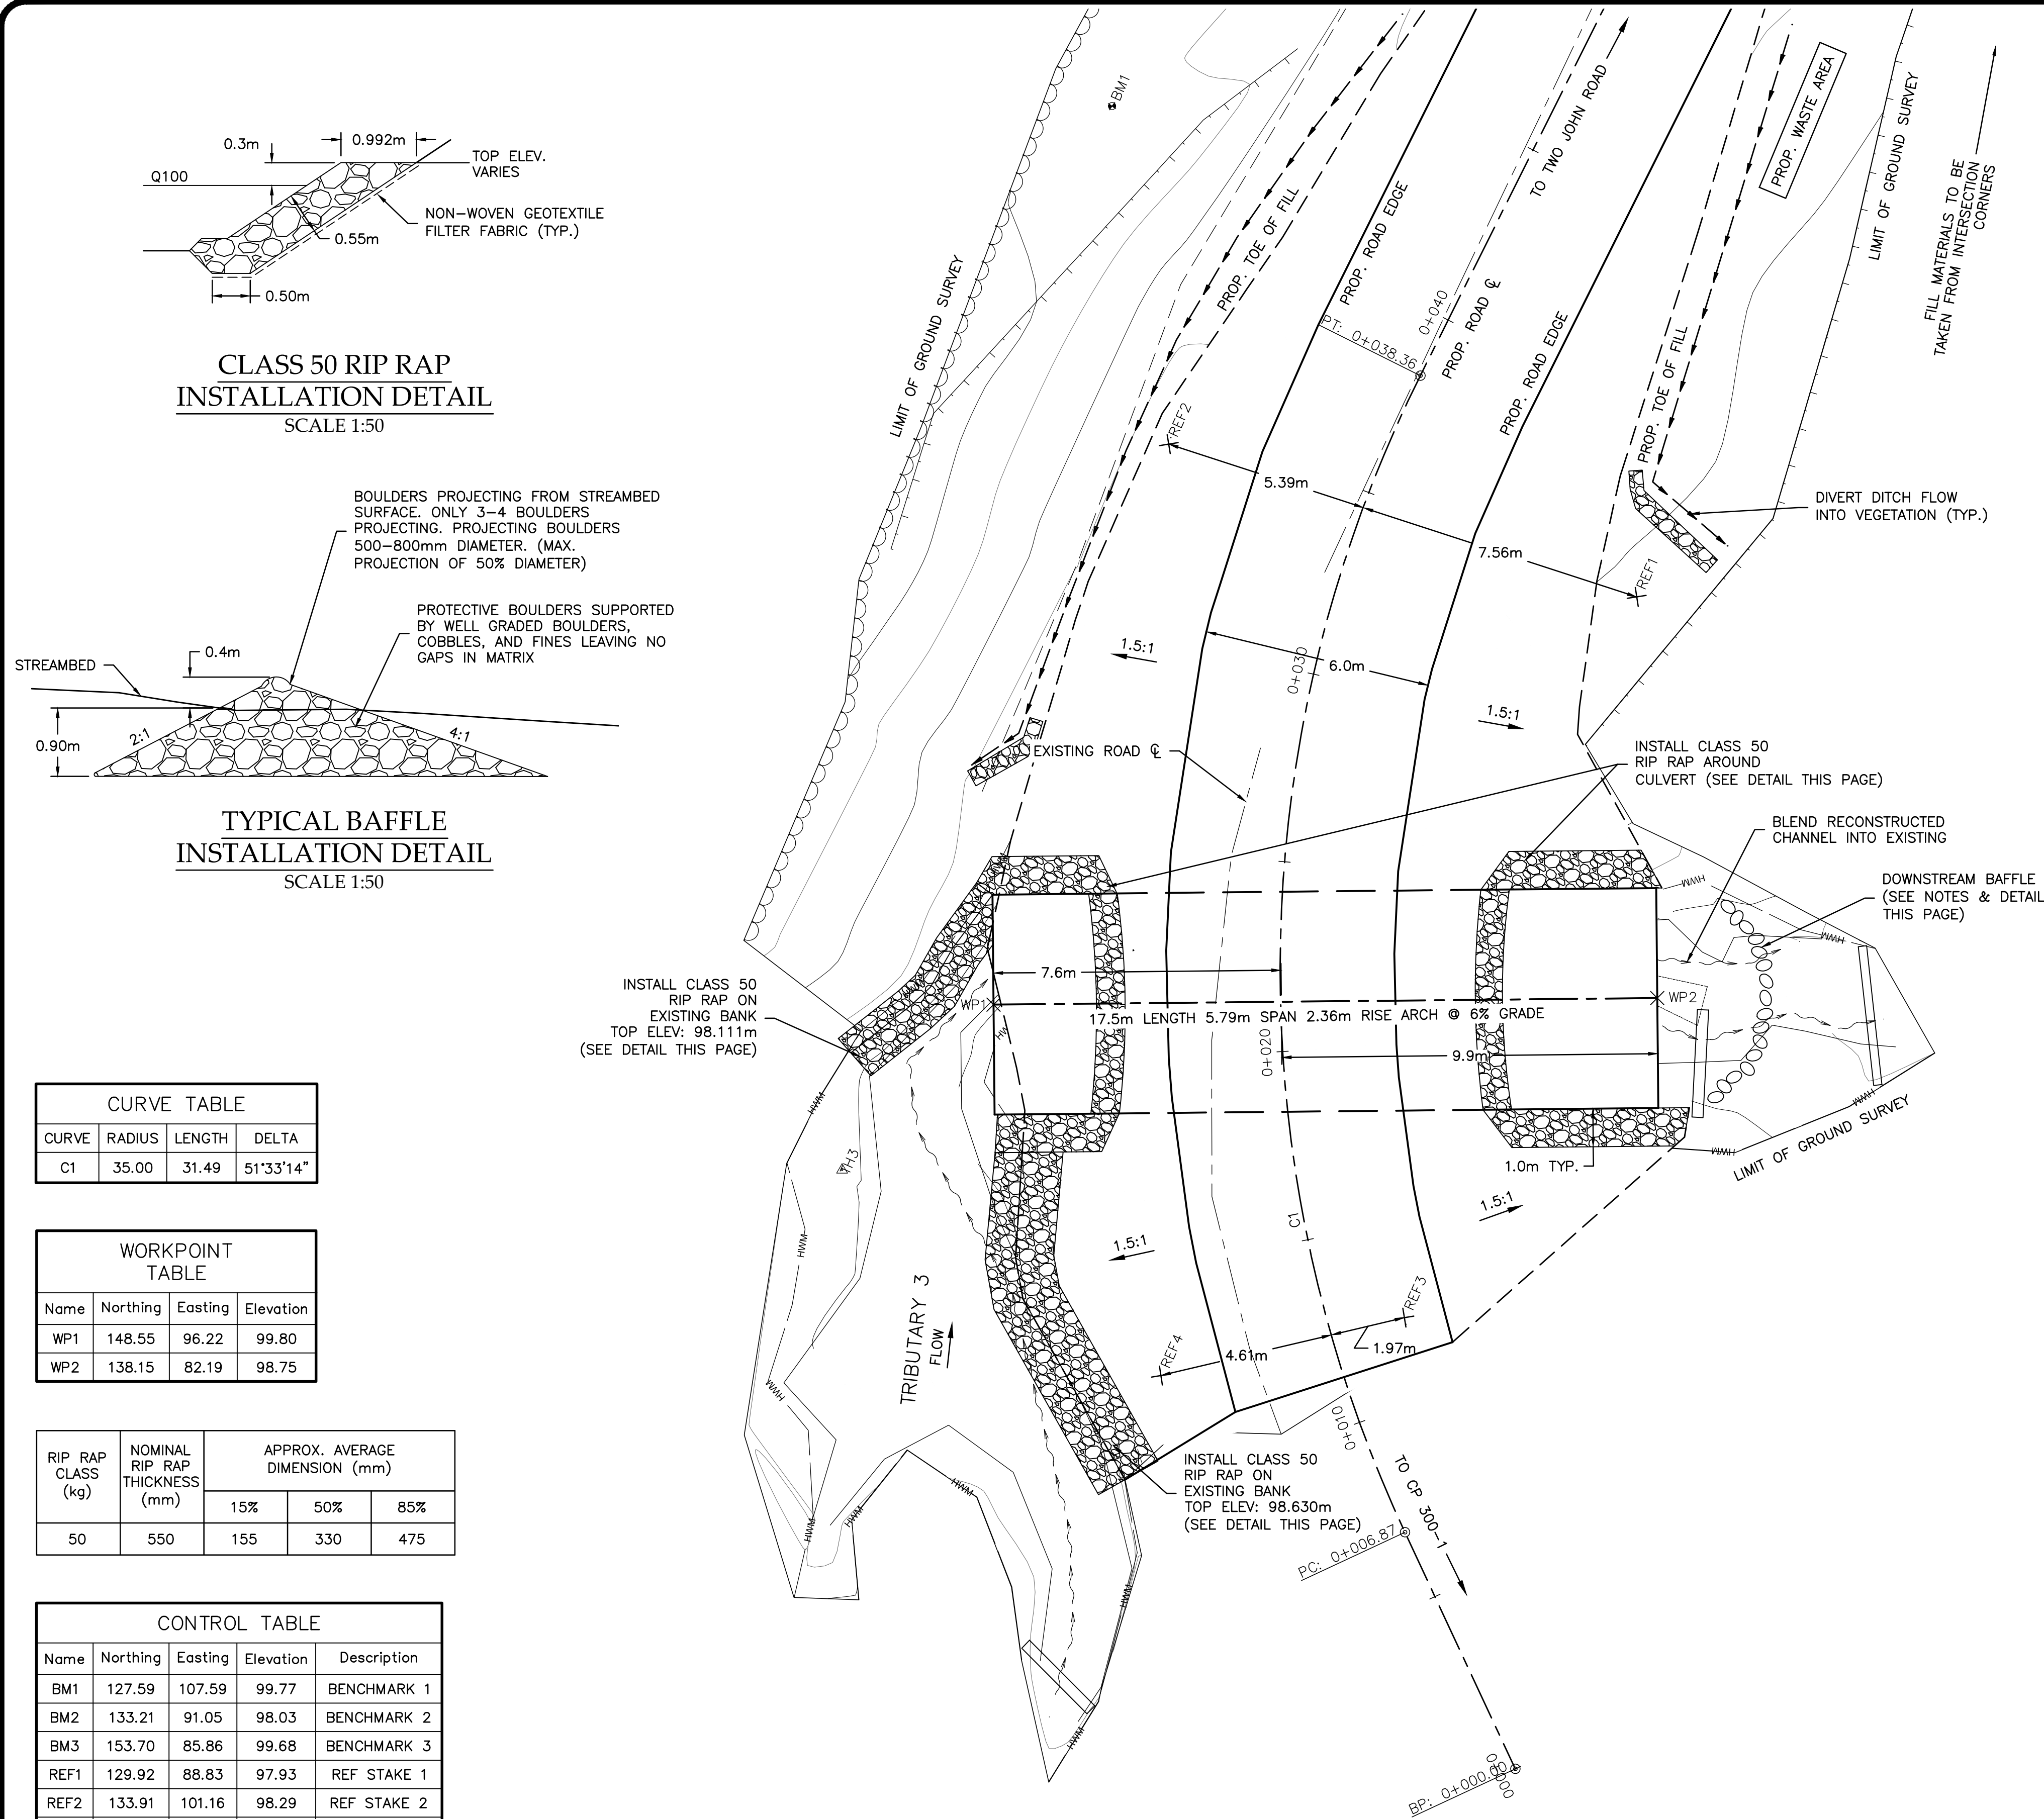 0.3m
0.992m
TOP ELEV.
VARIES
Q100
NON-WOVEN GEOTEXTILE
FILTER FABRIC (TYP.)
0.55m
0.50m
CLASS 50 RIP RAP
INSTALLATION DETAIL
SCALE 1:50
BOULDERS PROJECTING FROM STREAMBED
SURFACE. ONLY 3-4 BOULDERS
PROJECTING. PROJECTING BOULDERS
500-800mm DIAMETER. (MAX.
PROJECTION OF 50% DIAMETER)
PROTECTIVE BOULDERS SUPPORTED
BY WELL GRADED BOULDERS,
COBBLES, AND FINES LEAVING NO
GAPS IN MATRIX
STREAMBED
0.4m
0.90m
2:1
4:1
TYPICAL BAFFLE
INSTALLATION DETAIL
SCALE 1:50
CURVE TABLE
CURVE RADIUS LENGTH DELTA
C1 35.00 31.49 51°33'14"
WORKPOINT
TABLE
Name Northing Easting Elevation
WP1 148.55 96.22 99.80
WP2 138.15 82.19 98.75
RIP RAP
CLASS
(kg)
NOMINAL
RIP RAP
THICKNESS
(mm)
APPROX. AVERAGE
DIMENSION (mm)
15% 50% 85%
50 550 155 330 475
CONTROL TABLE
Name Northing Easting Elevation Description
BM1 127.59 107.59 99.77 BENCHMARK 1
BM2 133.21 91.05 98.03 BENCHMARK 2
BM3 153.70 85.86 99.68 BENCHMARK 3
REF1 129.92 88.83 97.93 REF STAKE 1
REF2 133.91 101.16 98.29 REF STAKE 2
BM1
LIMIT OF GROUND SURVEY
PROP. TOE OF FILL
PROP. ROAD EDGE
TO TWO JOHN ROAD
PROP. WASTE AREA
LIMIT OF GROUND SURVEY
FILL MATERIALS TO BE
TAKEN FROM INTERSECTION
CORNERS
PT: 0+038.36
0+040
PROP. ROAD ℄
PROP. ROAD EDGE
PROP. TOE OF FILL
REF2
5.39m
7.56m
REF1
DIVERT DITCH FLOW
INTO VEGETATION (TYP.)
1.5:1
0+030
6.0m
1.5:1
EXISTING ROAD ℄
INSTALL CLASS 50
RIP RAP AROUND
CULVERT (SEE DETAIL THIS PAGE)
BLEND RECONSTRUCTED
CHANNEL INTO EXISTING
DOWNSTREAM BAFFLE
(SEE NOTES & DETAIL
THIS PAGE)
HWM
HWM
HWM
HWM
7.6m
INSTALL CLASS 50
RIP RAP ON
EXISTING BANK
TOP ELEV: 98.111m
(SEE DETAIL THIS PAGE)
WP1
WP2
17.5m LENGTH 5.79m SPAN 2.36m RISE ARCH @ 6% GRADE
0+020
9.9m
HWM
HWM
HWM
LIMIT OF GROUND SURVEY
1.0m TYP.
TH3
C1
1.5:1
1.5:1
HWM
TRIBUTARY 3
FLOW
REF3
REF4
4.61m
1.97m
HWM
0+010
TO CP 300-1
INSTALL CLASS 50
RIP RAP ON
EXISTING BANK
TOP ELEV: 98.630m
(SEE DETAIL THIS PAGE)
HWM
HWM
HWM
PC: 0+006.87
HWM
HWM
BP: 0+000.00
0+000